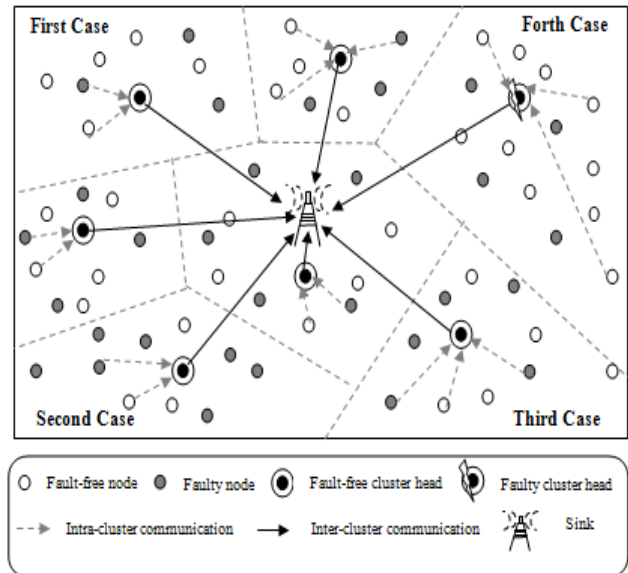 First Case
Forth Case
Second Case
Third Case
Fault-free node
Faulty node
Fault-free cluster head
Faulty cluster head
Intra-cluster communication
Inter-cluster communication
Sink